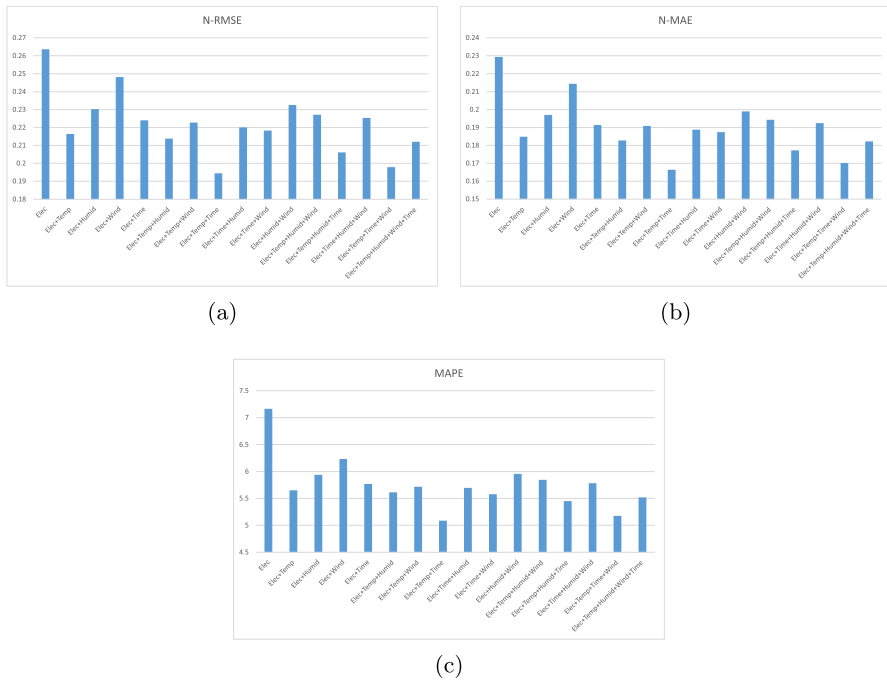 N-RMSE
0.27
0.26
0.25
0.24
0.23
0.22
0.21
0.2
0.19
0.18
Elec
Elec+Temp
Elec+Humid
Elec+Wind
Elec+Time
Elec+Temp+Humid
Elec+Temp+Wind
Elec+Temp+Time
Elec+Time+Humid
Elec+Time+Wind
Elec+Humid+Wind
Elec+Temp+Humid+Wind
Elec+Temp+Humid+Time
Elec+Time+Humid+Wind
Elec+Temp+Time+Wind
Elec+Temp+Humid+Wind+Time
(a)
N-MAE
0.24
0.23
0.22
0.21
0.2
0.19
0.18
0.17
0.16
0.15
Elec
Elec+Temp
Elec+Humid
Elec+Wind
Elec+Time
Elec+Temp+Humid
Elec+Temp+Wind
Elec+Temp+Time
Elec+Time+Humid
Elec+Time+Wind
Elec+Humid+Wind
Elec+Temp+Humid+Wind
Elec+Temp+Humid+Time
Elec+Time+Humid+Wind
Elec+Temp+Time+Wind
Elec+Temp+Humid+Wind+Time
(b)
MAPE
7.5
7
6.5
6
5.5
5
4.5
Elec
Elec+Temp
Elec+Humid
Elec+Wind
Elec+Time
Elec+Temp+Humid
Elec+Temp+Wind
Elec+Temp+Time
Elec+Time+Humid
Elec+Time+Wind
Elec+Humid+Wind
Elec+Temp+Humid+Wind
Elec+Temp+Humid+Time
Elec+Time+Humid+Wind
Elec+Temp+Time+Wind
Elec+Temp+Humid+Wind+Time
(c)